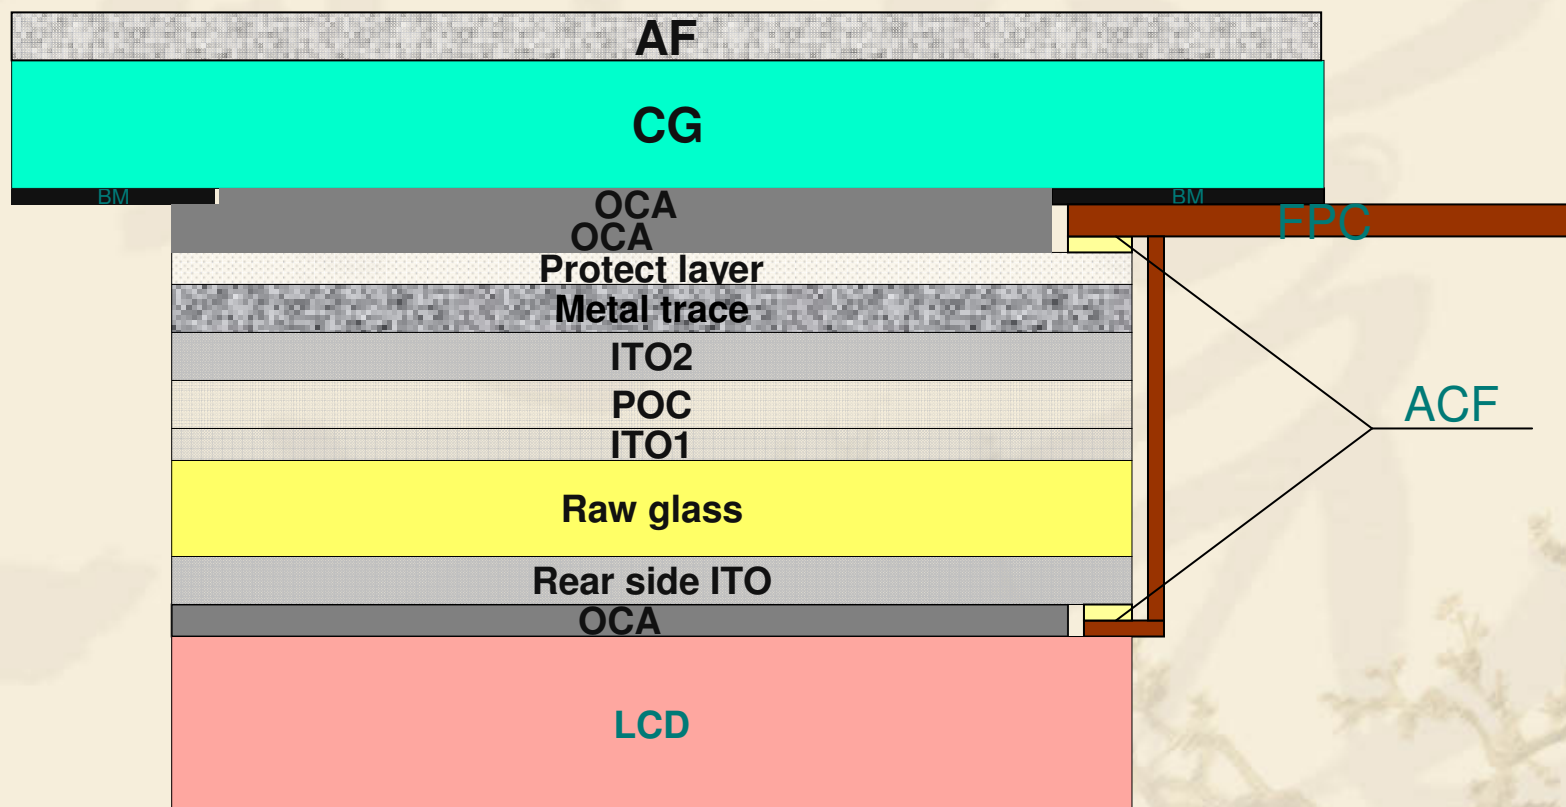 AF
CG
BM
OCA
BM
FPC
OCA
Protect layer
Metal trace
ITO2
POC
ACF
ITO1
Raw glass
Rear side ITO
OCA
LCD